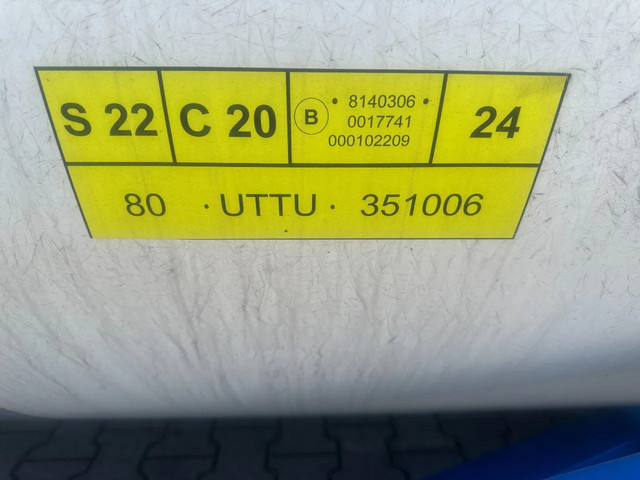 S 22 C 20 B • 8140306 • 24
0017741
000102209
80 · UTTU · 351006